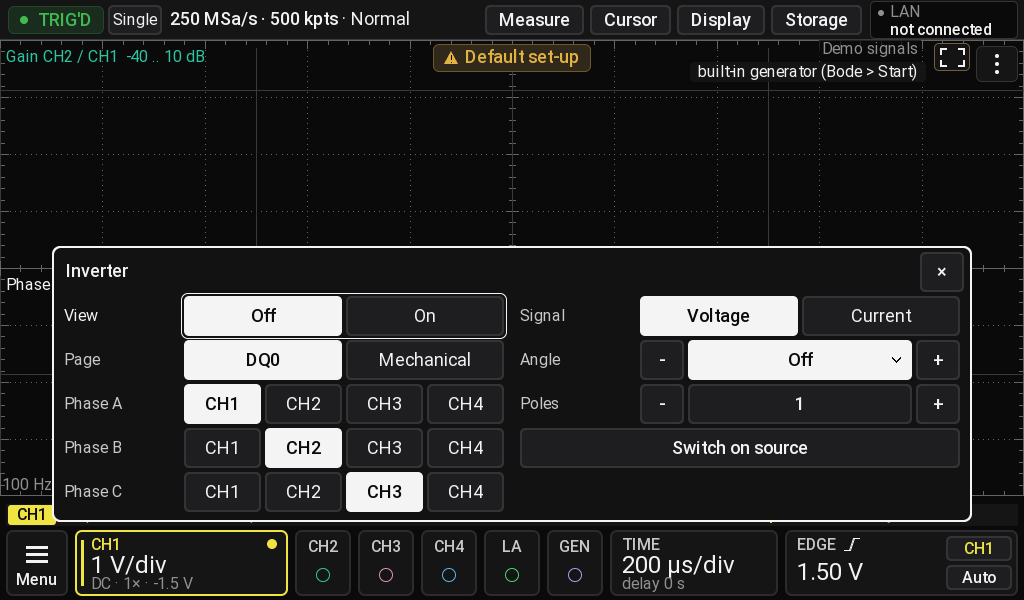 TRIG'D Single 250 MSa/s · 500 kpts · Normal Measure Cursor Display Storage LAN not connected
Gain CH2 / CH1 -40 .. 10 dB
Default set-up
Demo signals
built-in generator (Bode > Start)
Phase
Inverter ×
View Off On Signal Voltage Current
Page DQ0 Mechanical Angle - Off +
Phase A CH1 CH2 CH3 CH4 Poles - 1 +
Phase B CH1 CH2 CH3 CH4 Switch on source
Phase C CH1 CH2 CH3 CH4
100 Hz
CH1
Menu
CH1
1 V/div
DC · 1× · -1.5 V
CH2
CH3
CH4
LA
GEN
TIME
200 µs/div
delay 0 s
EDGE
1.50 V
CH1
Auto